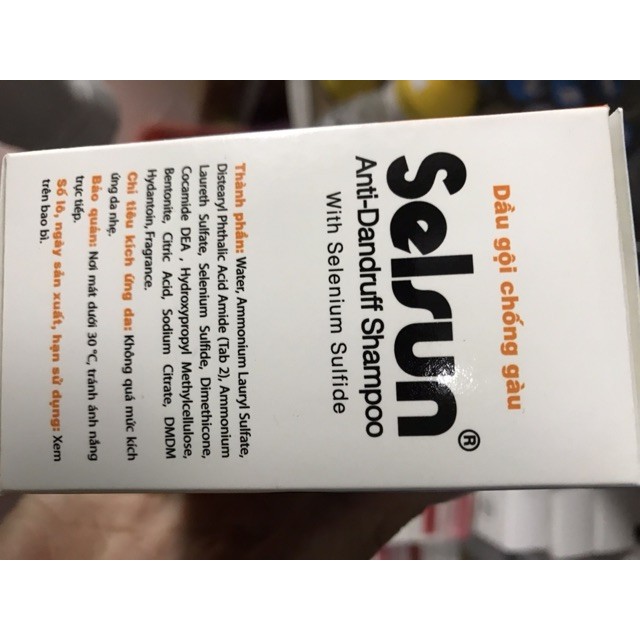 Dầu gội chống gàu
Selsun®
Anti-Dandruff Shampoo
With Selenium Sulfide
Thành phần: Water, Ammonium Lauryl Sulfate,
Distearyl Phthalic Acid Amide (Tab 2), Ammonium
Laureth Sulfate, Selenium Sulfide, Dimethicone,
Cocamide DEA , Hydroxypropyl Methylcellulose,
Bentonite, Citric Acid, Sodium Citrate, DMDM
Hydantoin, Fragrance.
Chỉ tiêu kích ứng da: Không quá mức kích
ứng da nhẹ.
Bảo quản: Nơi mát dưới 30 °C, tránh ánh nắng
trực tiếp.
Số lô, ngày sản xuất, hạn sử dụng: Xem
trên bao bì.